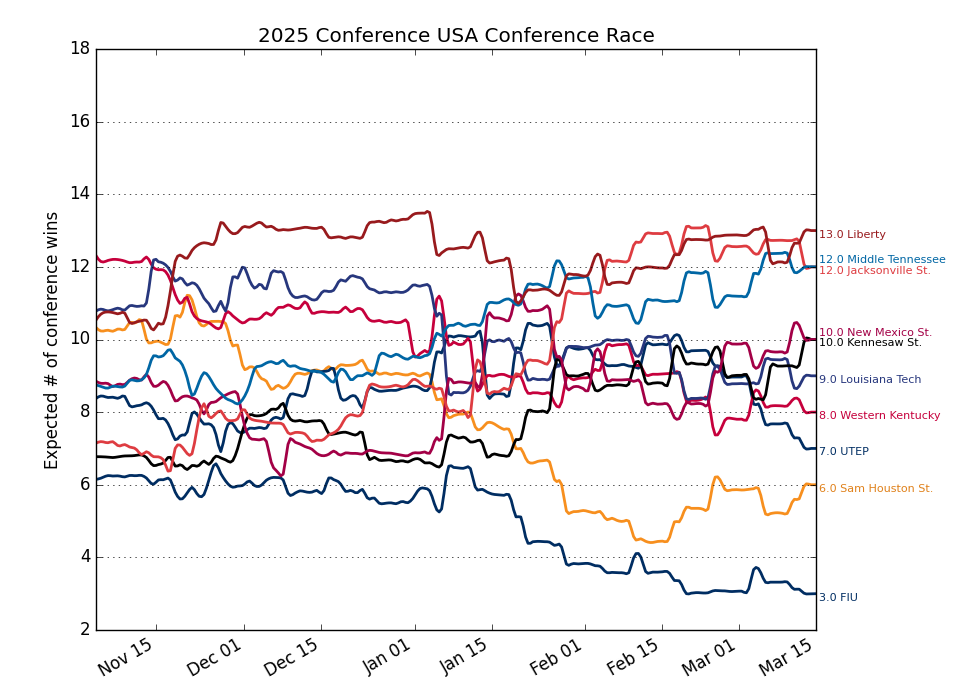 2025 Conference USA Conference Race
Expected # of conference wins
18
16
14
12
10
8
6
4
2
13.0 Liberty
12.0 Middle Tennessee
12.0 Jacksonville St.
10.0 New Mexico St.
10.0 Kennesaw St.
9.0 Louisiana Tech
8.0 Western Kentucky
7.0 UTEP
6.0 Sam Houston St.
3.0 FIU
Nov 15
Dec 01
Dec 15
Jan 01
Jan 15
Feb 01
Feb 15
Mar 01
Mar 15